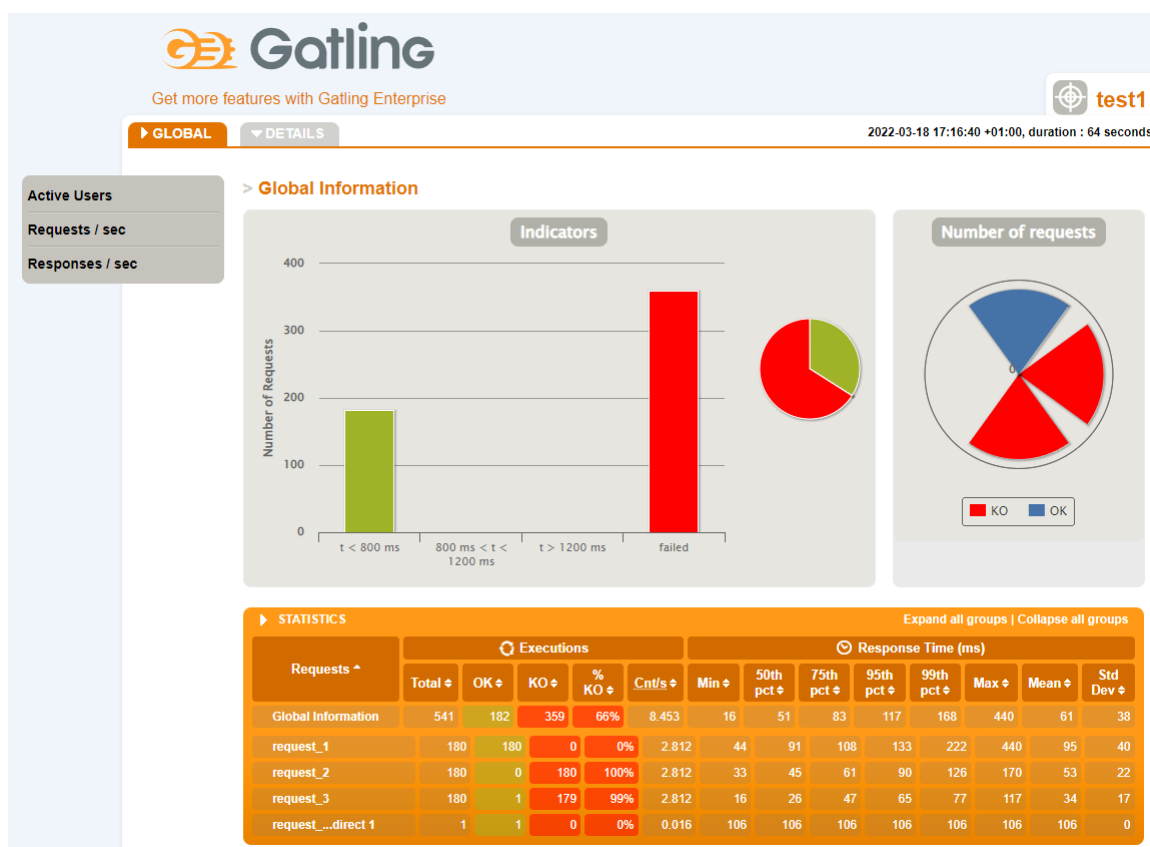 Gatling
Get more features with Gatling Enterprise
test1
GLOBAL
DETAILS
2022-03-18 17:16:40 +01:00, duration : 64 seconds
Active Users
Requests / sec
Responses / sec
> Global Information
Indicators
Number of Requests
400
300
200
100
0
t < 800 ms
800 ms < t <
1200 ms
t > 1200 ms
failed
Number of requests
0
KO OK
STATISTICS
Expand all groups | Collapse all groups
Requests
Executions
Response Time (ms)
Total OK KO % KO Cnt/s Min 50th pct 75th pct 95th pct 99th pct Max Mean Std Dev
Global Information 541 182 359 66% 8.453 16 51 83 117 168 440 61 38
request_1 180 180 0 0% 2.812 44 91 108 133 222 440 95 40
request_2 180 0 180 100% 2.812 33 45 61 90 126 170 53 22
request_3 180 1 179 99% 2.812 16 26 47 65 77 117 34 17
request_...direct 1 1 1 0 0% 0.016 106 106 106 106 106 106 106 0